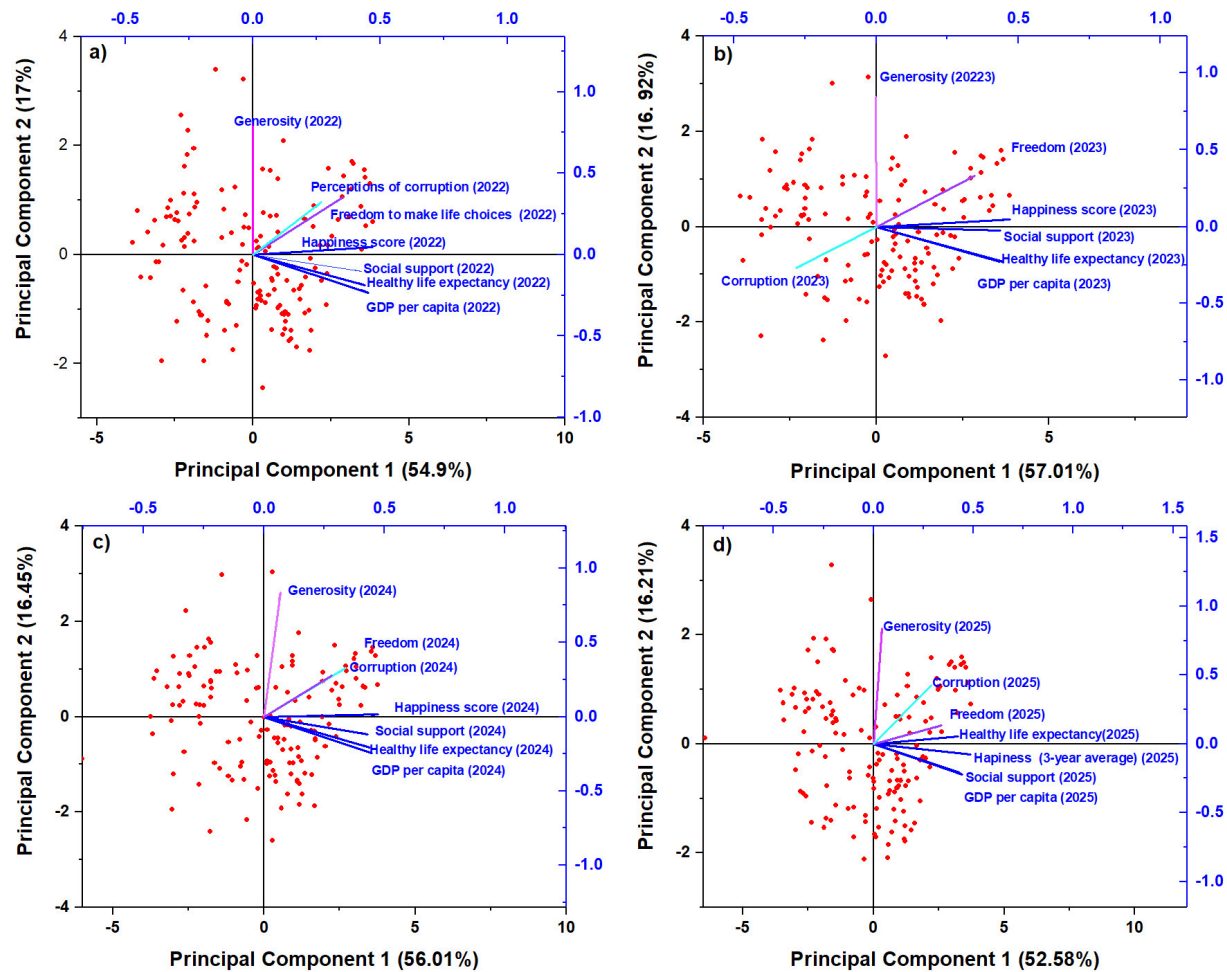 -0.5 0.0 0.5 1.0
a)
4
2
0
-2
1.0
0.5
0.0
-0.5
-1.0
Principal Component 2 (17%)
Generosity (2022)
Perceptions of corruption (2022)
Freedom to make life choices (2022)
Happiness score (2022)
Social support (2022)
Healthy life expectancy (2022)
GDP per capita (2022)
-5 0 5 10
Principal Component 1 (54.9%)
-0.5 0.0 0.5 1.0
b)
4
2
0
-2
-4
1.0
0.5
0.0
-0.5
-1.0
Principal Component 2 (16. 92%)
Generosity (20223)
Freedom (2023)
Happiness score (2023)
Social support (2023)
Healthy life expectancy (2023)
Corruption (2023)
GDP per capita (2023)
-5 0 5
Principal Component 1 (57.01%)
-0.5 0.0 0.5 1.0
c)
4
2
0
-2
-4
1.0
0.5
0.0
-0.5
-1.0
Principal Component 2 (16.45%)
Generosity (2024)
Freedom (2024)
Corruption (2024)
Happiness score (2024)
Social support (2024)
Healthy life expectancy (2024)
GDP per capita (2024)
-5 0 5 10
Principal Component 1 (56.01%)
-0.5 0.0 0.5 1.0 1.5
d)
4
2
0
-2
1.5
1.0
0.5
0.0
-0.5
-1.0
Principal Component 2 (16.21%)
Generosity (2025)
Corruption (2025)
Freedom (2025)
Healthy life expectancy(2025)
Hapiness (3-year average) (2025)
Social support (2025)
GDP per capita (2025)
-5 0 5 10
Principal Component 1 (52.58%)